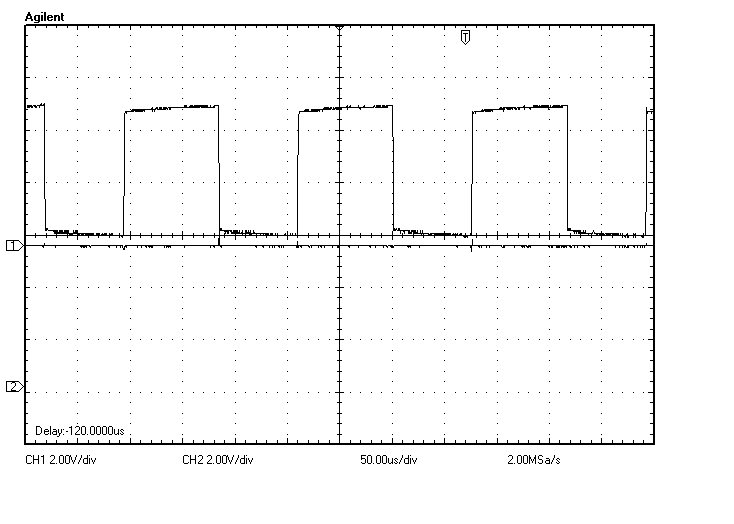 Agilent
T
1
2
Delay:-120.0000us
CH1 2.00V/div CH2 2.00V/div 50.00us/div 2.00MSa/s